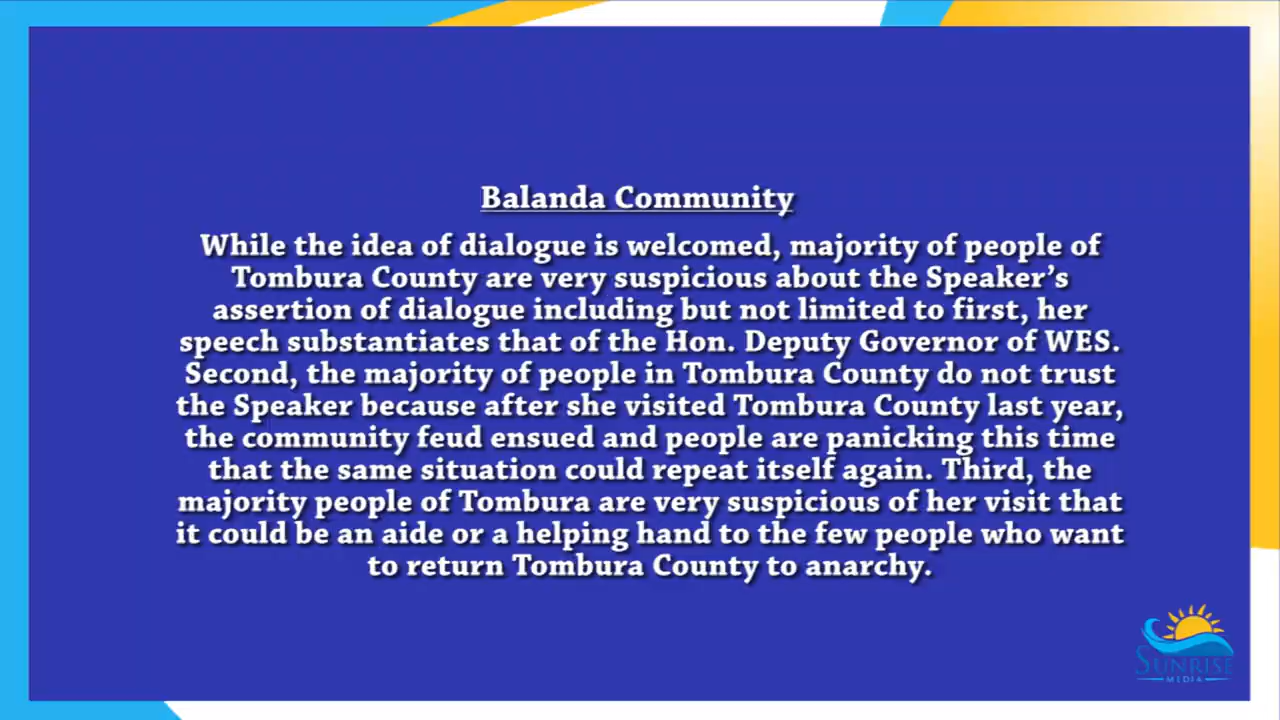 Balanda Community
While the idea of dialogue is welcomed, majority of people of
Tombura County are very suspicious about the Speaker’s
assertion of dialogue including but not limited to first, her
speech substantiates that of the Hon. Deputy Governor of WES.
Second, the majority of people in Tombura County do not trust
the Speaker because after she visited Tombura County last year,
the community feud ensued and people are panicking this time
that the same situation could repeat itself again. Third, the
majority people of Tombura are very suspicious of her visit that
it could be an aide or a helping hand to the few people who want
to return Tombura County to anarchy.
SUNRISE
MEDIA